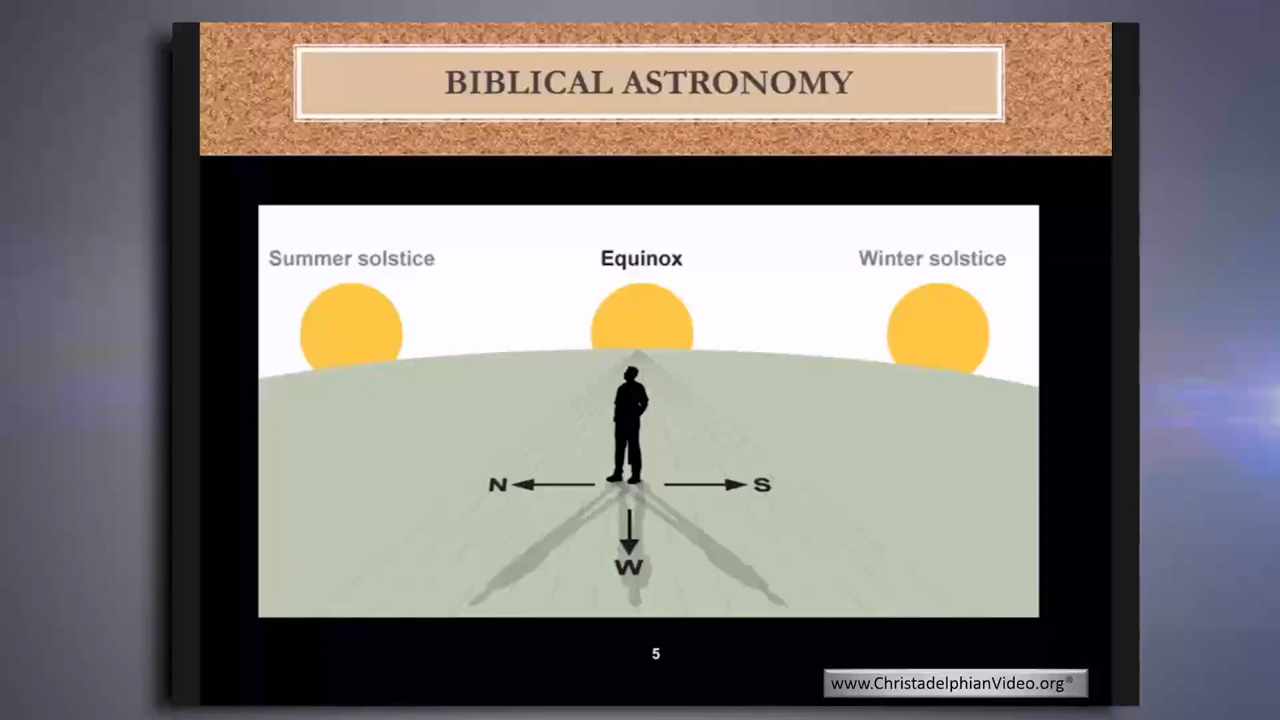 BIBLICAL ASTRONOMY
Summer solstice
Equinox
Winter solstice
N
S
W
5
www.ChristadelphianVideo.org®